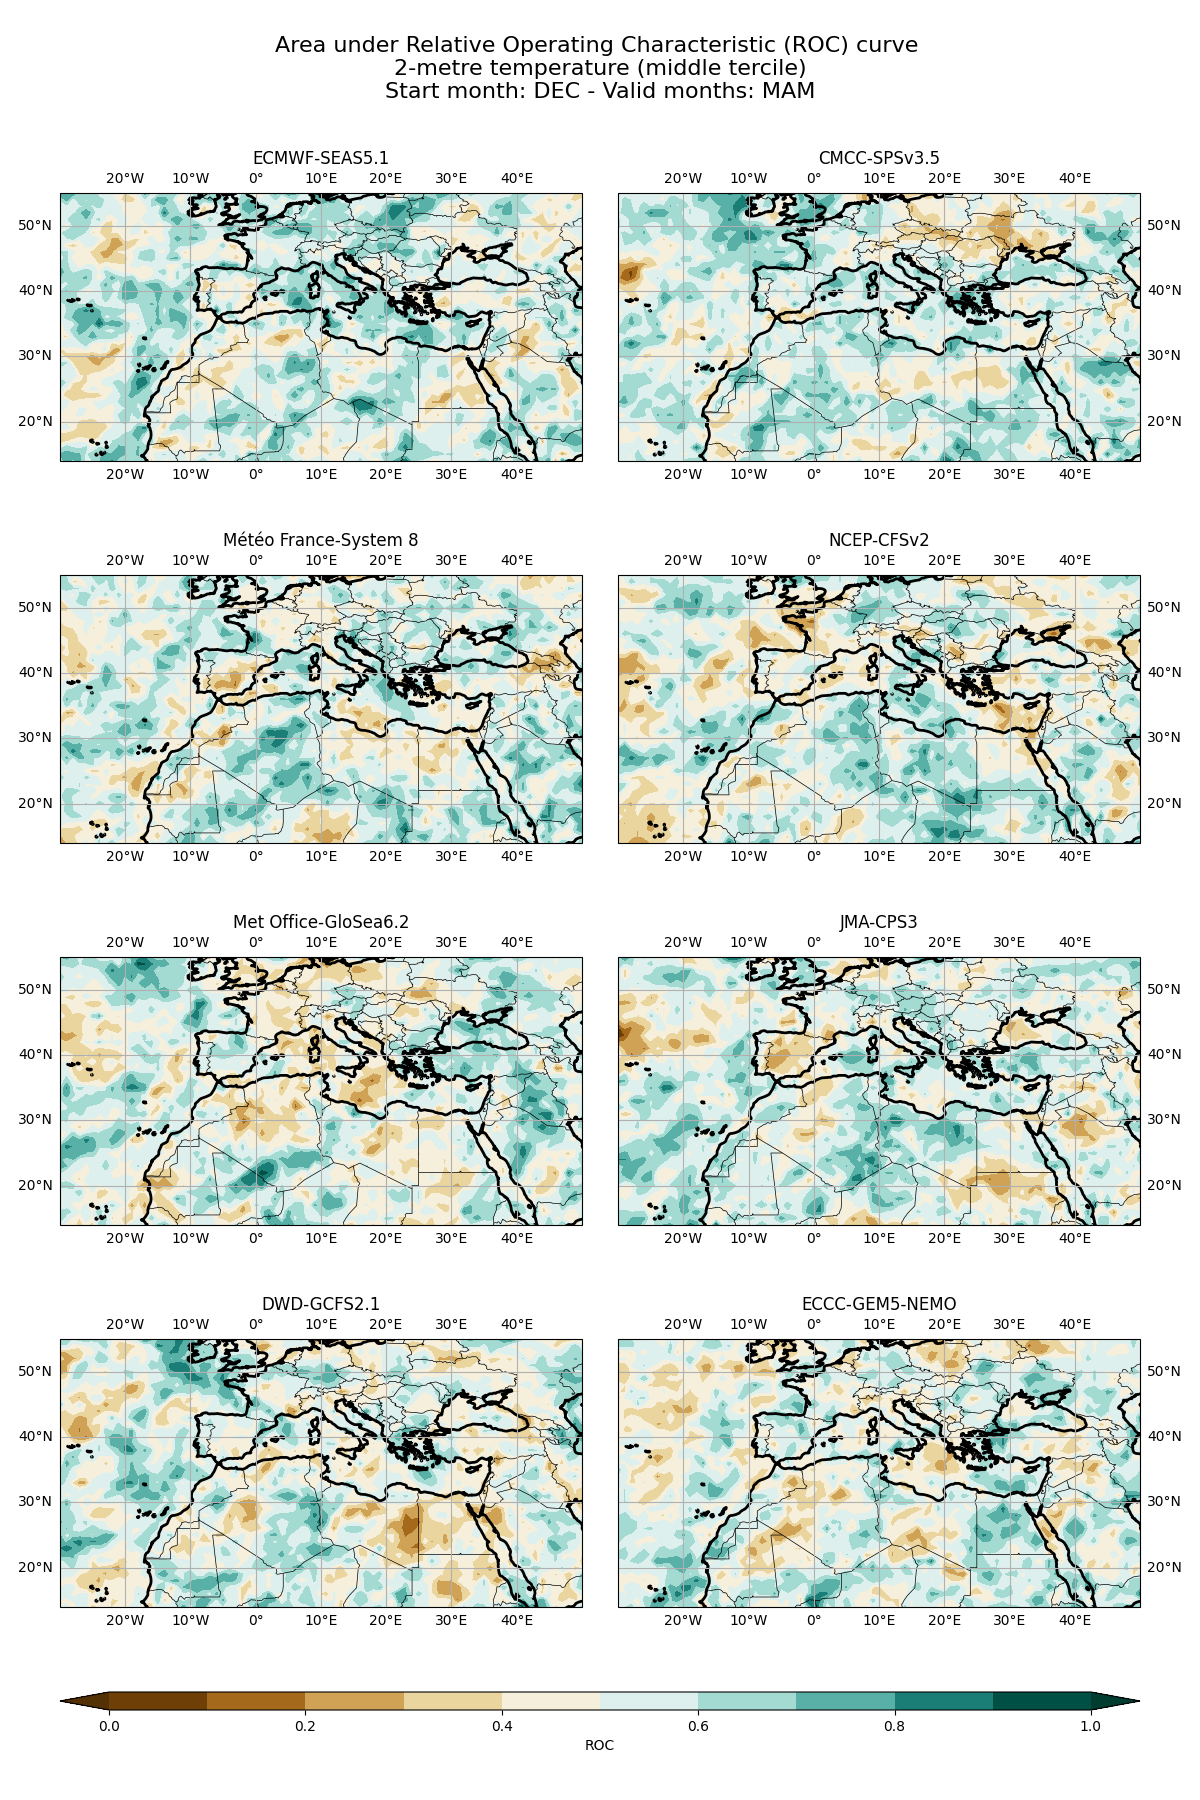 Area under Relative Operating Characteristic (ROC) curve
2-metre temperature (middle tercile)
Start month: DEC - Valid months: MAM
ECMWF-SEAS5.1
CMCC-SPSv3.5
20°W 10°W 0° 10°E 20°E 30°E 40°E
20°W 10°W 0° 10°E 20°E 30°E 40°E
50°N
50°N
40°N
40°N
30°N
30°N
20°N
20°N
20°W 10°W 0° 10°E 20°E 30°E 40°E
20°W 10°W 0° 10°E 20°E 30°E 40°E
Météo France-System 8
NCEP-CFSv2
20°W 10°W 0° 10°E 20°E 30°E 40°E
20°W 10°W 0° 10°E 20°E 30°E 40°E
50°N
50°N
40°N
40°N
30°N
30°N
20°N
20°N
20°W 10°W 0° 10°E 20°E 30°E 40°E
20°W 10°W 0° 10°E 20°E 30°E 40°E
Met Office-GloSea6.2
JMA-CPS3
20°W 10°W 0° 10°E 20°E 30°E 40°E
20°W 10°W 0° 10°E 20°E 30°E 40°E
50°N
50°N
40°N
40°N
30°N
30°N
20°N
20°N
20°W 10°W 0° 10°E 20°E 30°E 40°E
20°W 10°W 0° 10°E 20°E 30°E 40°E
DWD-GCFS2.1
ECCC-GEM5-NEMO
20°W 10°W 0° 10°E 20°E 30°E 40°E
20°W 10°W 0° 10°E 20°E 30°E 40°E
50°N
50°N
40°N
40°N
30°N
30°N
20°N
20°N
20°W 10°W 0° 10°E 20°E 30°E 40°E
20°W 10°W 0° 10°E 20°E 30°E 40°E
0.0 0.2 0.4 0.6 0.8 1.0
ROC